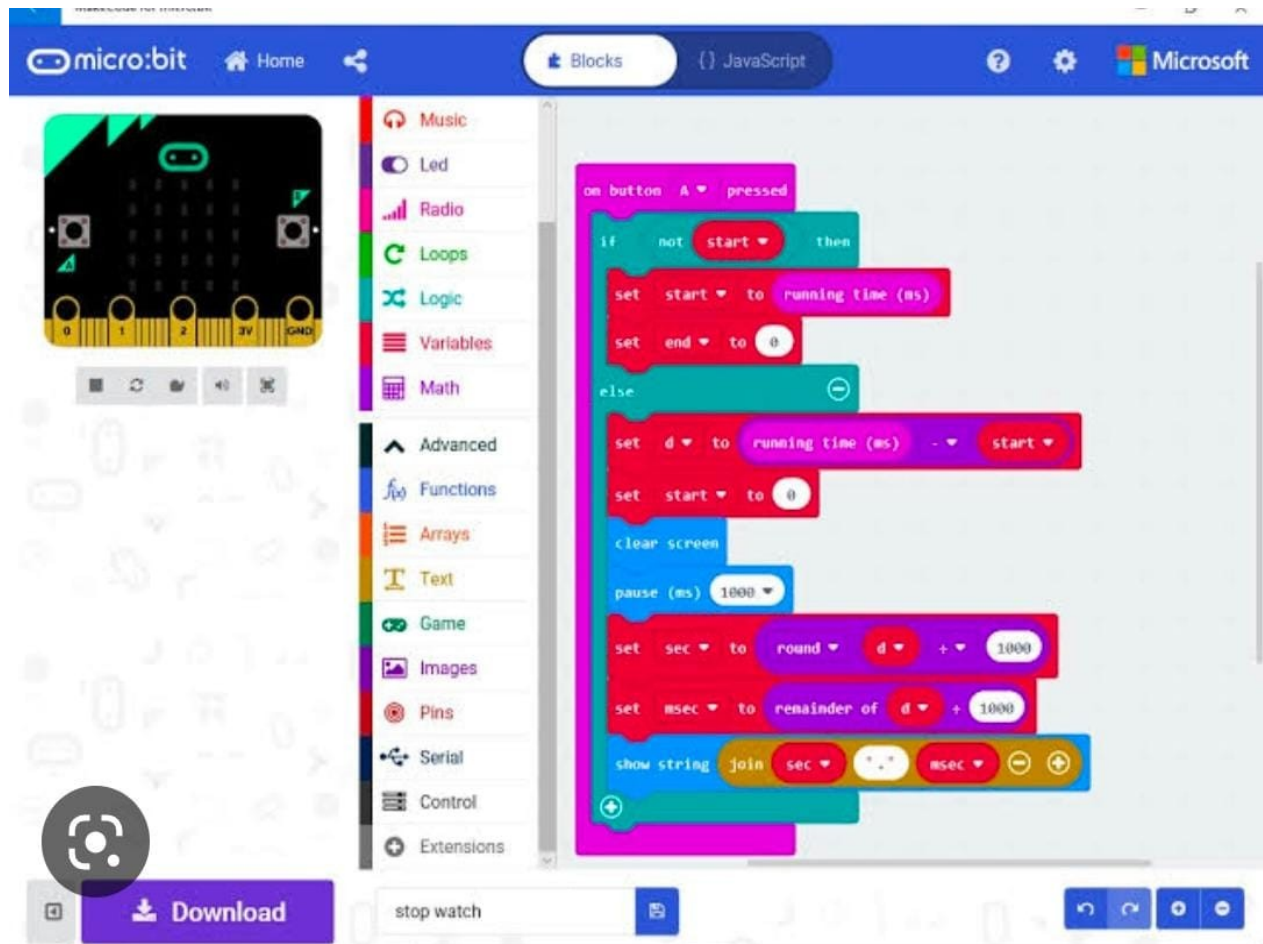 micro:bit Home Blocks {} JavaScript ? Microsoft
Music
Led
Radio
Loops
Logic
Variables
Math
Advanced
f(x) Functions
Arrays
T Text
Game
Images
Pins
Serial
Control
Extensions
A B
0 1 2 3V GND
on button A pressed
if not start then
set start to running time (ms)
set end to 0
else
set d to running time (ms) - start
set start to 0
clear screen
pause (ms) 1000
set sec to round d ÷ 1000
set msec to remainder of d ÷ 1000
show string join sec "." msec
Download stop watch